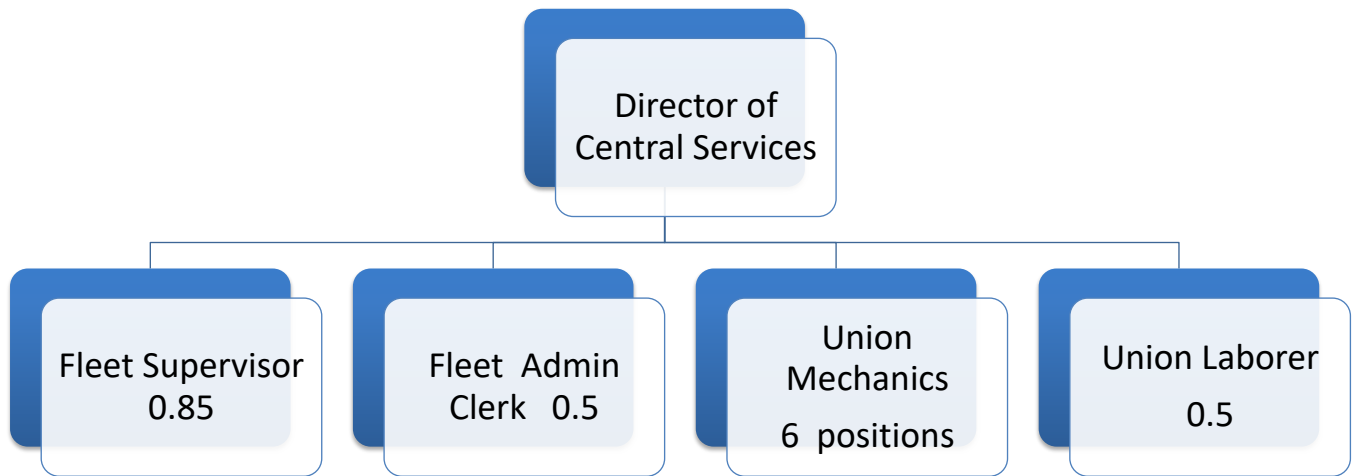 Director of
Central Services
Fleet Supervisor
0.85
Fleet Admin
Clerk 0.5
Union
Mechanics
6 positions
Union Laborer
0.5